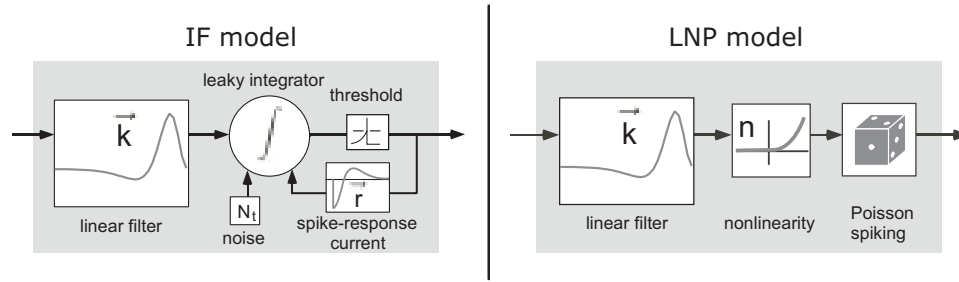 IF model
leaky integrator
threshold
k
linear filter
N_t
noise
r
spike-response
current
LNP model
k
linear filter
n
nonlinearity
Poisson
spiking